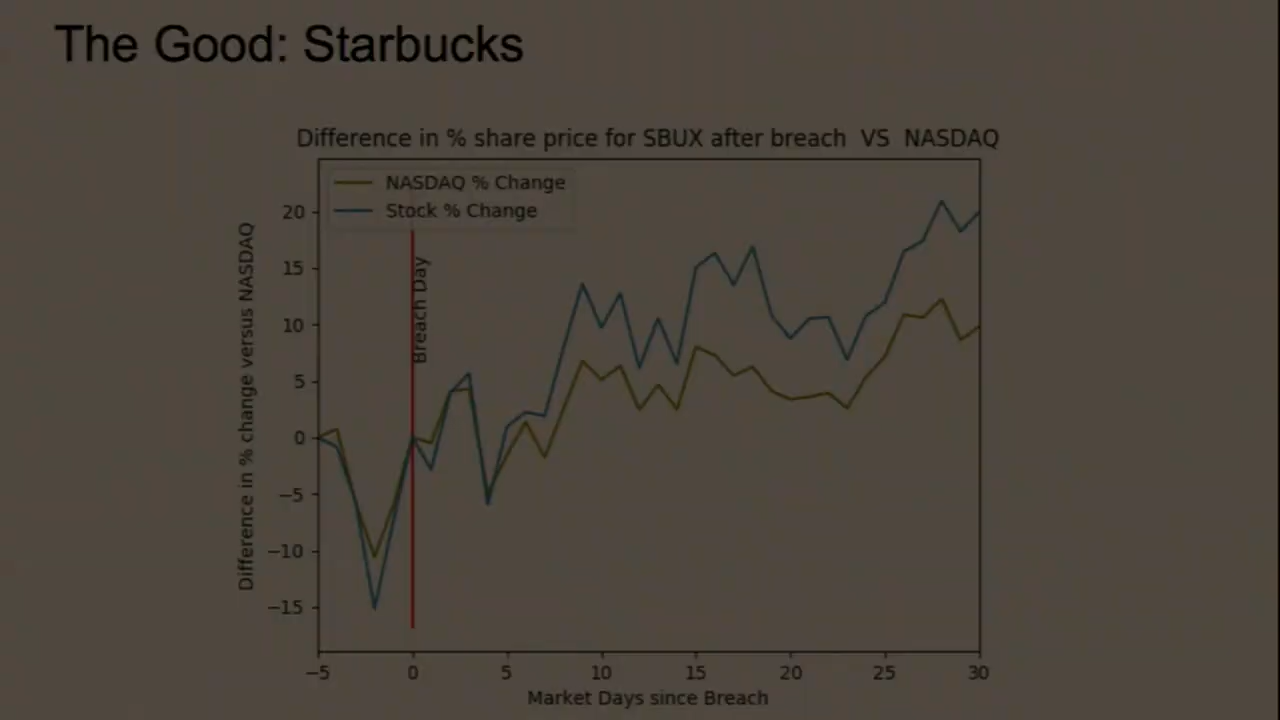 The Good: Starbucks
Difference in % share price for SBUX after breach VS NASDAQ
NASDAQ % Change
Stock % Change
Breach Day
Difference in % change versus NASDAQ
20
15
10
5
0
−5
−10
−15
−5 0 5 10 15 20 25 30
Market Days since Breach